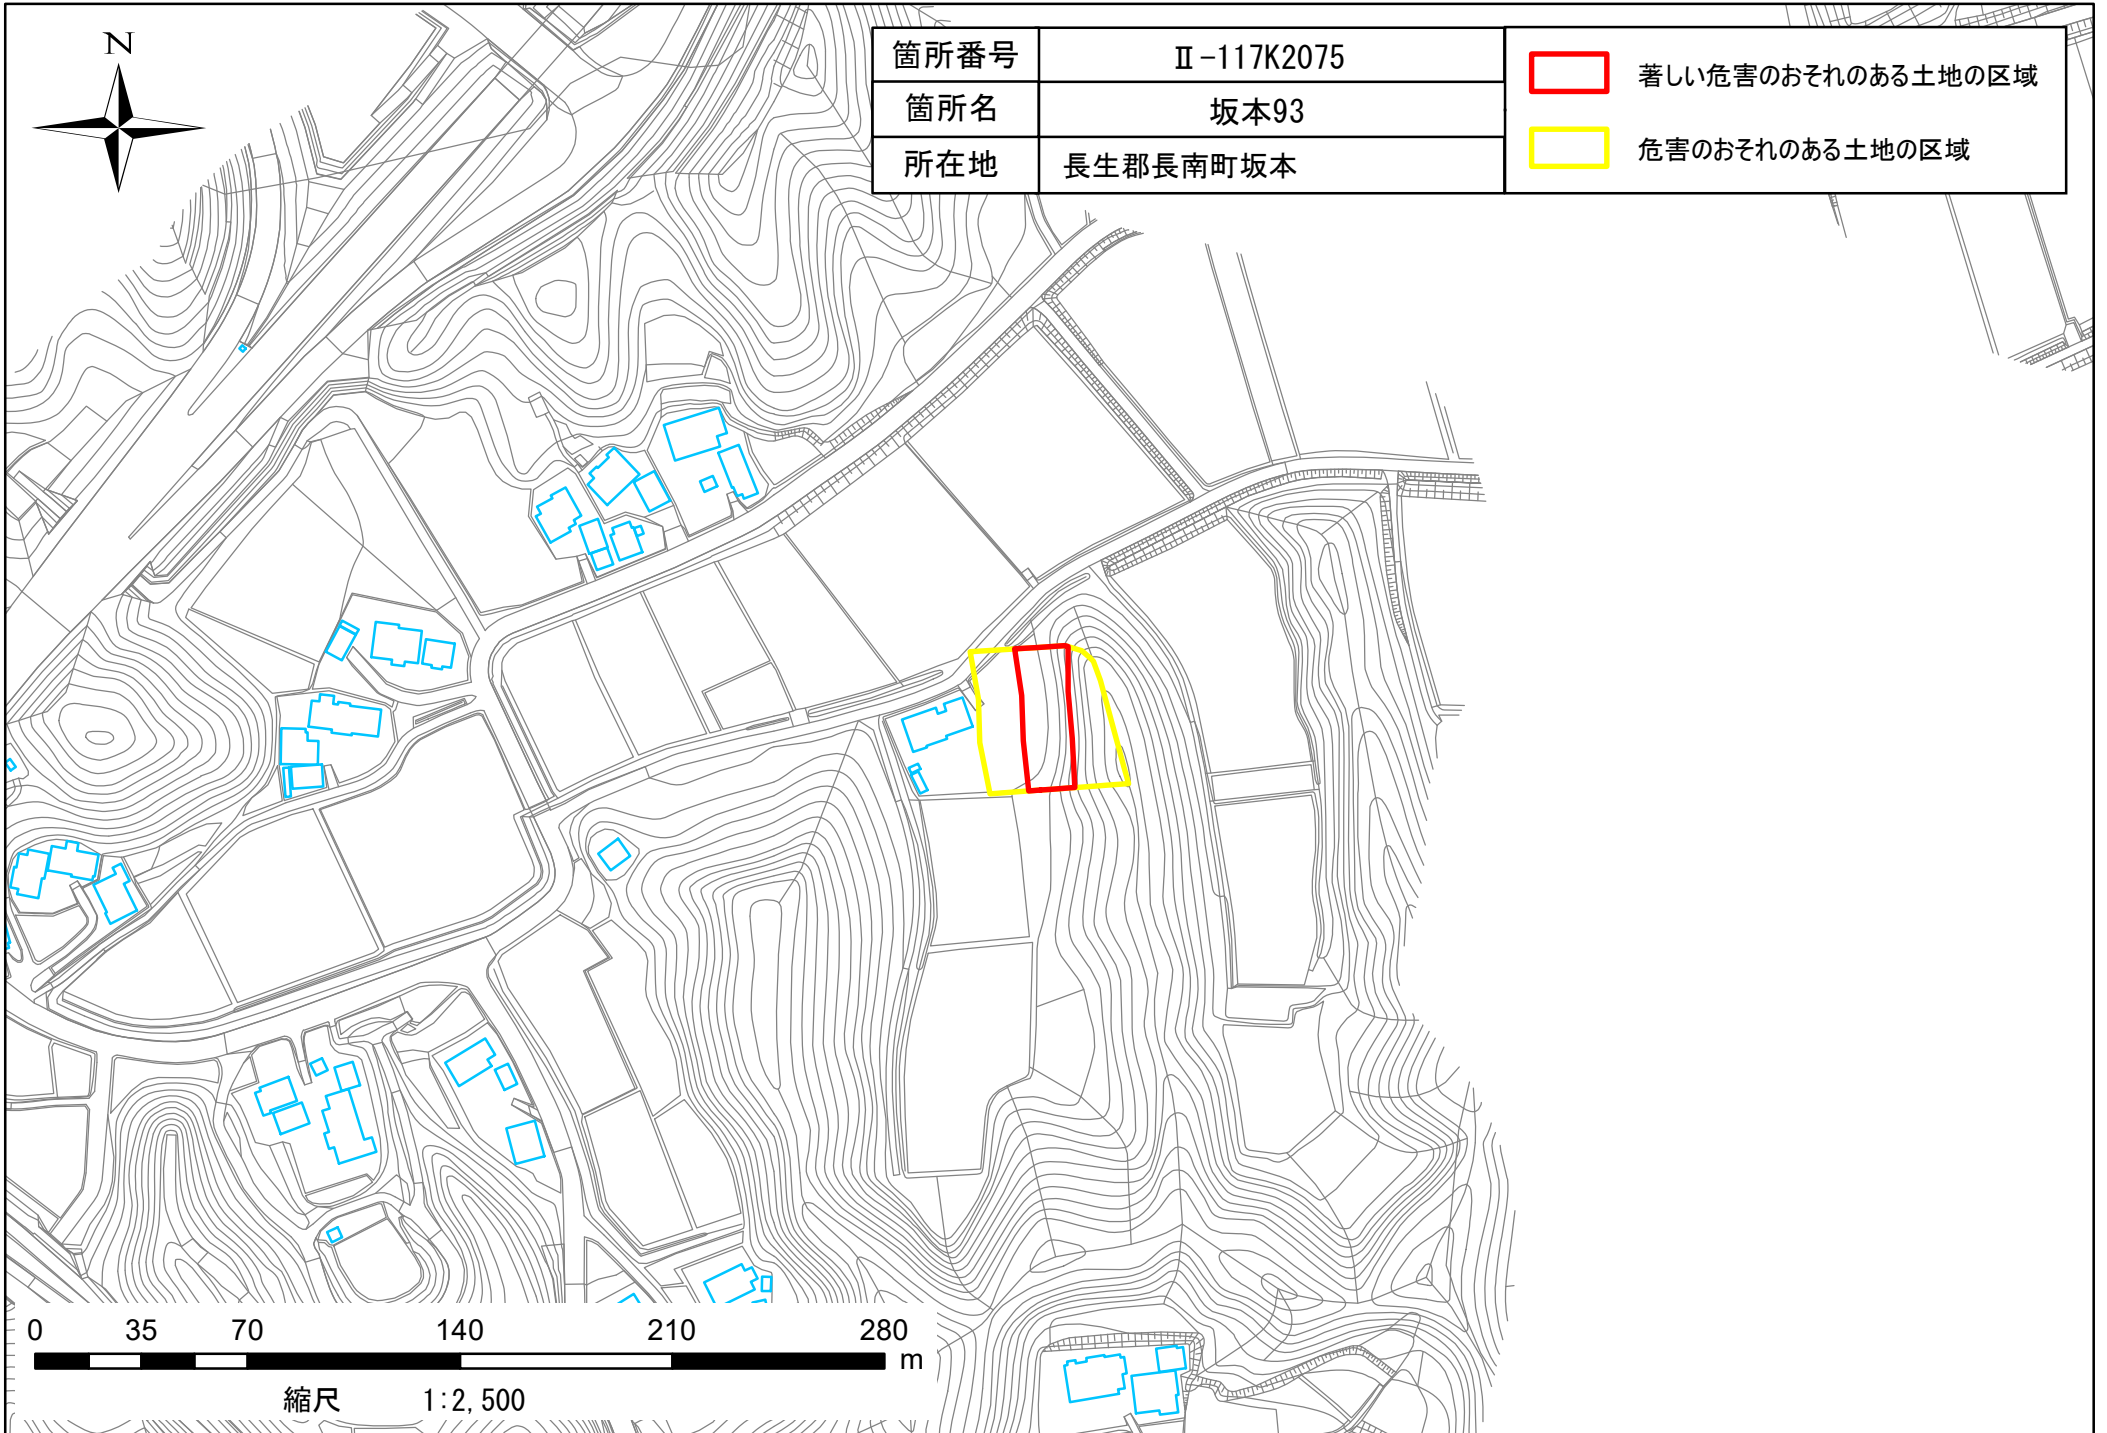 N
箇所番号 Ⅱ-117K2075
箇所名 坂本93
所在地 長生郡長南町坂本
著しい危害のおそれのある土地の区域
危害のおそれのある土地の区域
0 35 70 140 210 280
m
縮尺 1:2,500